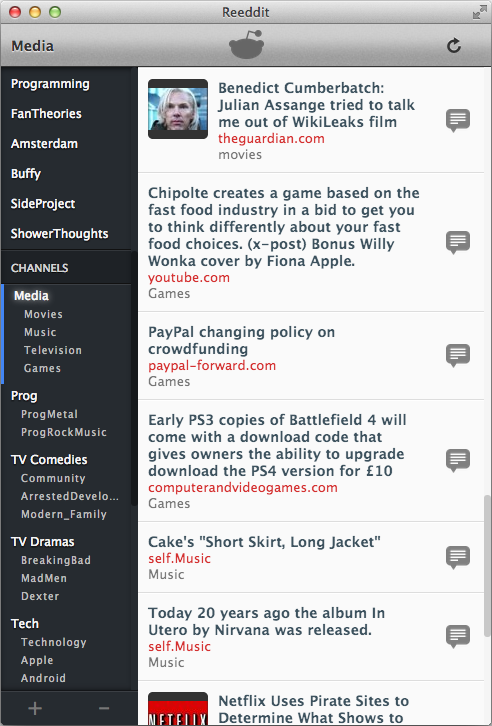 Reeddit
Media
Programming
FanTheories
Amsterdam
Buffy
SideProject
ShowerThoughts
CHANNELS
Media
Movies
Music
Television
Games
Prog
ProgMetal
ProgRockMusic
TV Comedies
Community
ArrestedDevelo...
Modern_Family
TV Dramas
BreakingBad
MadMen
Dexter
Tech
Technology
Apple
Android
+
−
Benedict Cumberbatch:
Julian Assange tried to talk
me out of WikiLeaks film
theguardian.com
movies
Chipolte creates a game based on the
fast food industry in a bid to get you
to think differently about your fast
food choices. (x-post) Bonus Willy
Wonka cover by Fiona Apple.
youtube.com
Games
PayPal changing policy on
crowdfunding
paypal-forward.com
Games
Early PS3 copies of Battlefield 4 will
come with a download code that
gives owners the ability to upgrade
download the PS4 version for £10
computerandvideogames.com
Games
Cake's "Short Skirt, Long Jacket"
self.Music
Music
Today 20 years ago the album In
Utero by Nirvana was released.
self.Music
Music
NETFLIX
Netflix Uses Pirate Sites to
Determine What Shows to